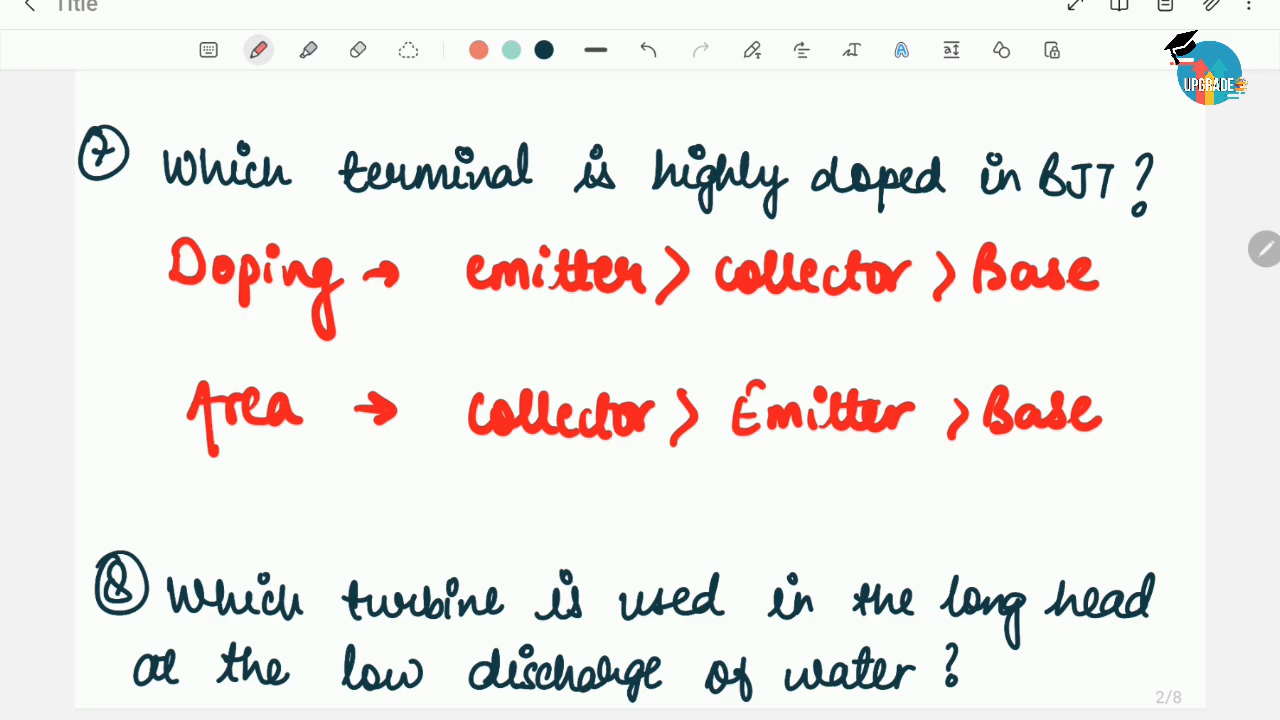 Title
UPGRADE
7 Which terminal is highly doped in BJT?
Doping → emitter > collector > Base
Area → collector > Emitter > Base
8 Which turbine is used in the long head
at the low discharge of water?
2/8